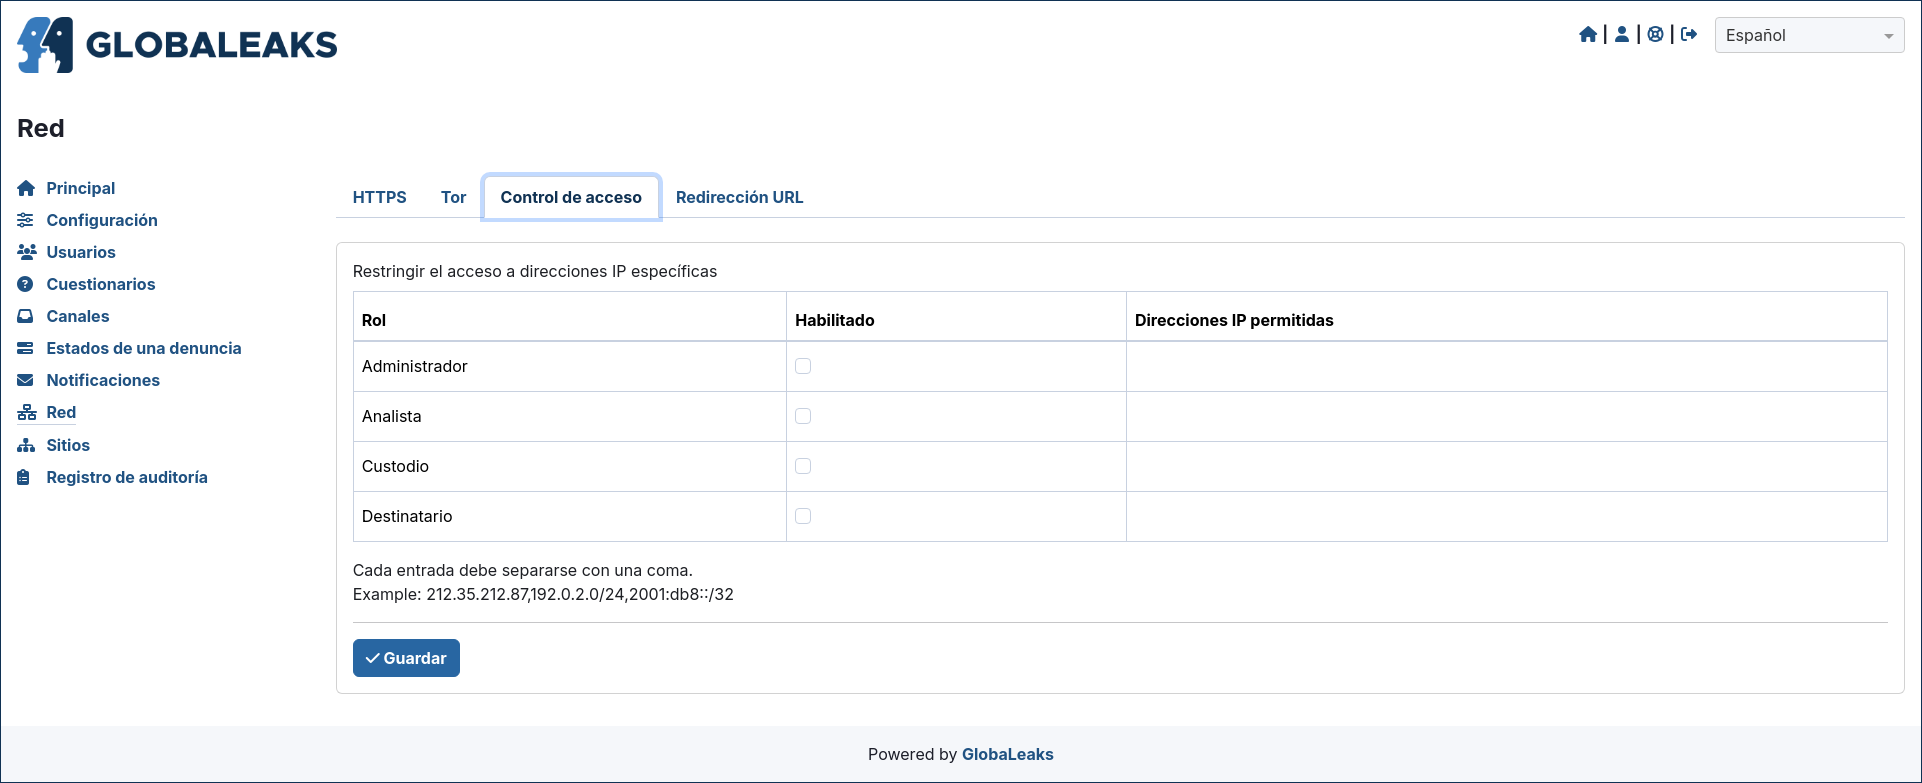 GLOBALEAKS
Español
Red
Principal
Configuración
Usuarios
Cuestionarios
Canales
Estados de una denuncia
Notificaciones
Red
Sitios
Registro de auditoría
HTTPS Tor Control de acceso Redirección URL
Restringir el acceso a direcciones IP específicas
Rol Habilitado Direcciones IP permitidas
Administrador
Analista
Custodio
Destinatario
Cada entrada debe separarse con una coma.
Example: 212.35.212.87,192.0.2.0/24,2001:db8::/32
Guardar
Powered by GlobaLeaks